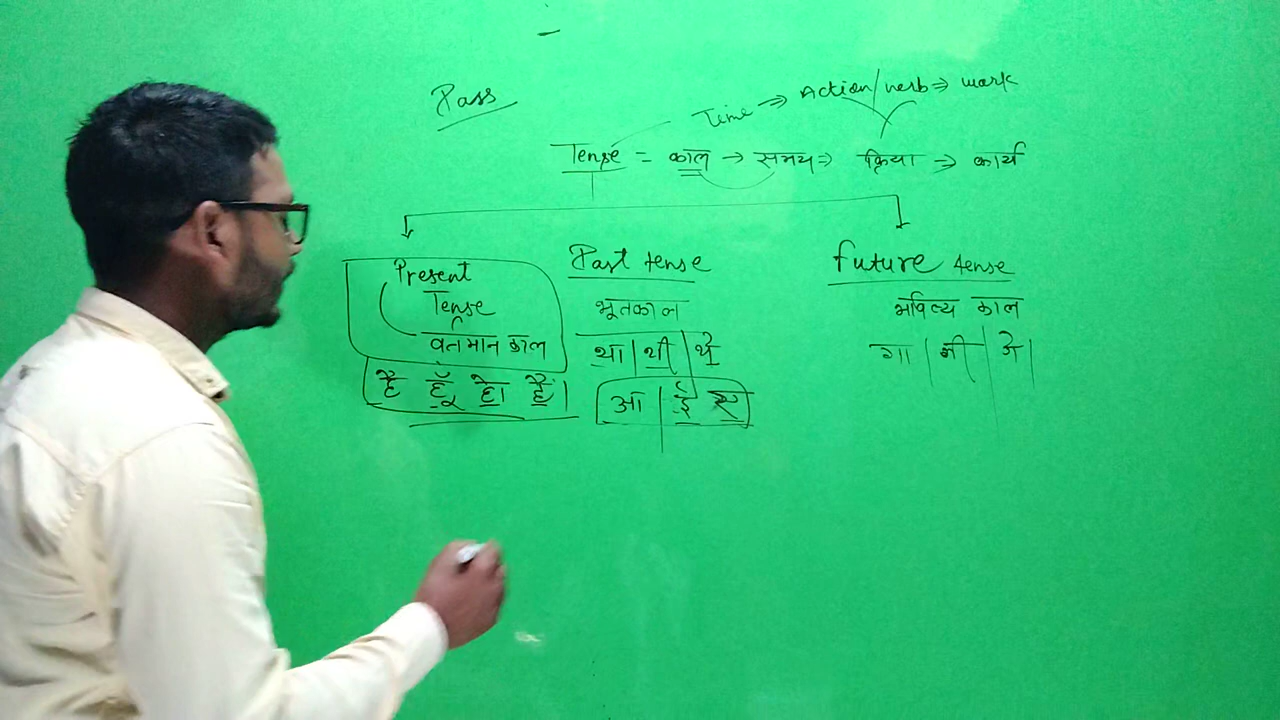 Pass
Time ⇒ Action/verb ⇒ work
Tense = काल → समय ⇒ क्रिया ⇒ कार्य
Present
Tense
वर्तमान काल
है हूँ हो हैं।
Past tense
भूतकाल
था | थी | थे
आ | ई ए
future tense
भविष्य काल
गा | गी | गे |